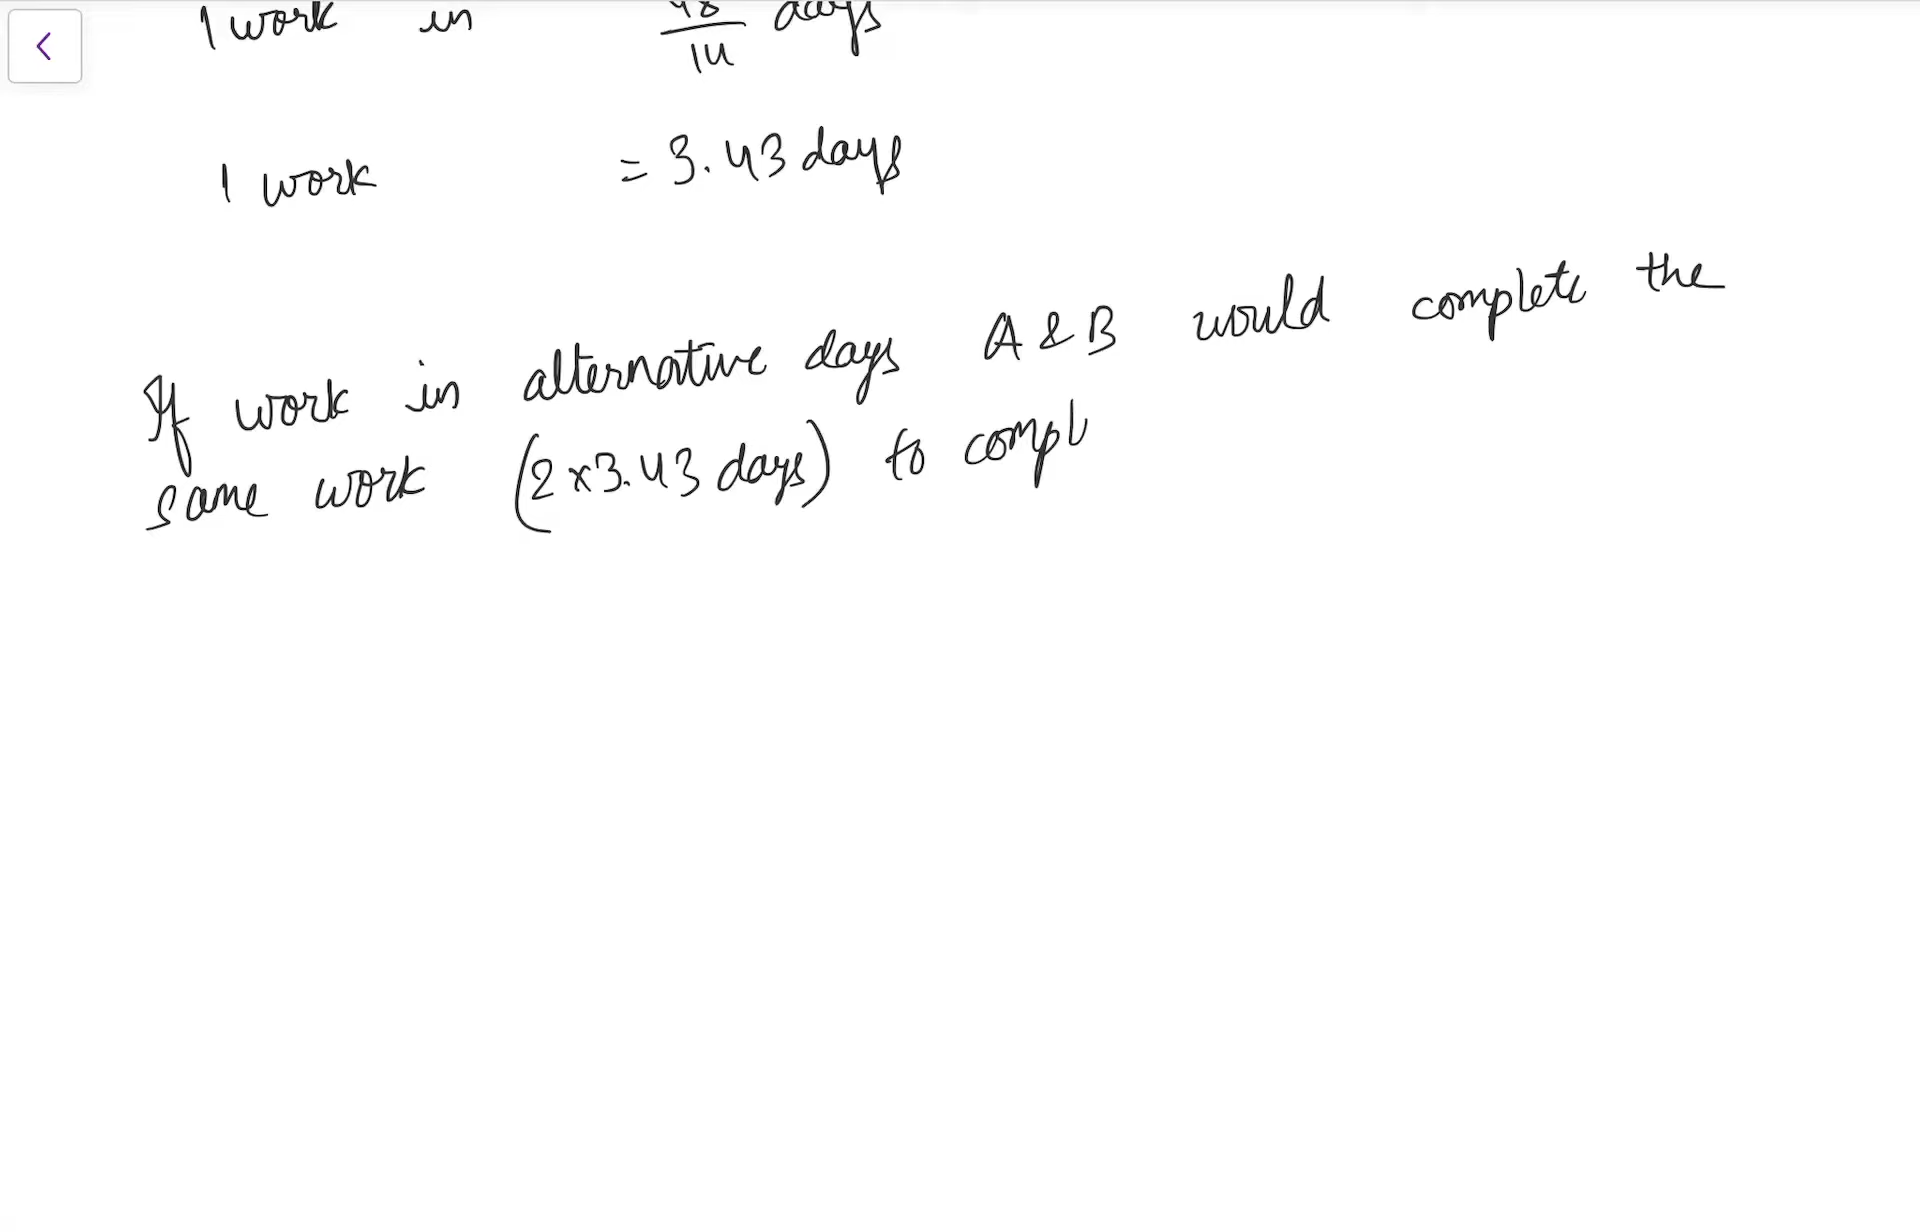 1 work in 48/14 days
1 work = 3.43 days
If work in alternative days A & B would complete the
same work (2 x 3.43 days) to compl